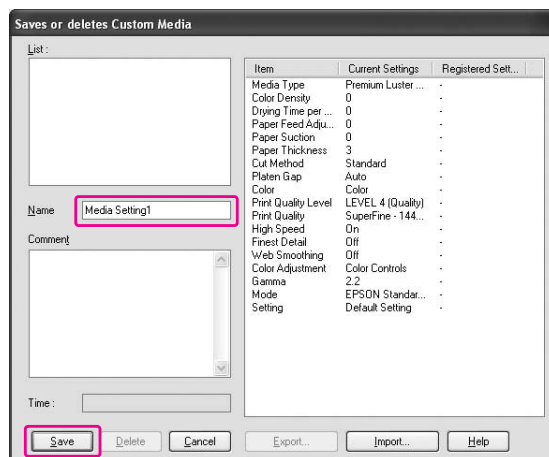 Saves or deletes Custom Media
List :
Name Media Setting1
Comment
Time :
Item Current Settings Registered Sett...
Media Type Premium Luster ... -
Color Density 0 -
Drying Time per ... 0 -
Paper Feed Adju... 0 -
Paper Suction 0 -
Paper Thickness 3 -
Cut Method Standard -
Platen Gap Auto -
Color Color -
Print Quality Level LEVEL 4 (Quality) -
Print Quality SuperFine - 144... -
High Speed On -
Finest Detail Off -
Web Smoothing Off -
Color Adjustment Color Controls -
Gamma 2.2 -
Mode EPSON Standar... -
Setting Default Setting -
Save Delete Cancel Export... Import... Help